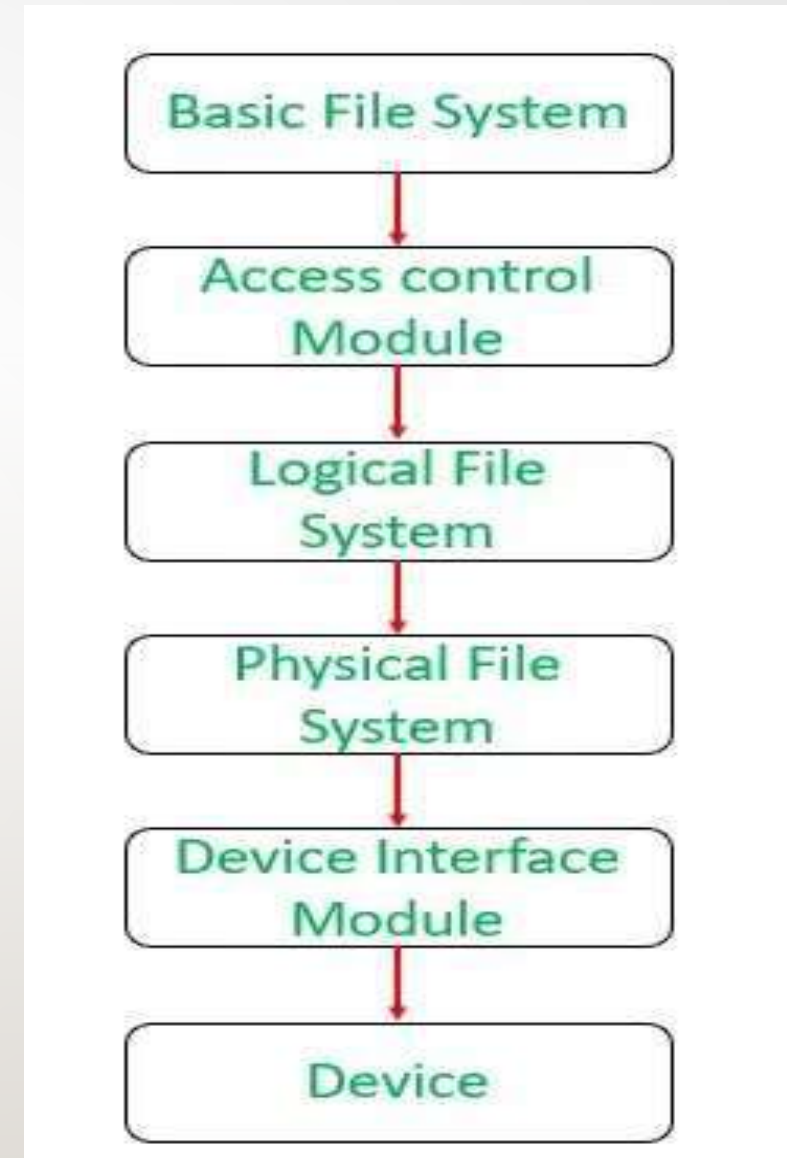 Basic File System
Access control
Module
Logical File
System
Physical File
System
Device Interface
Module
Device